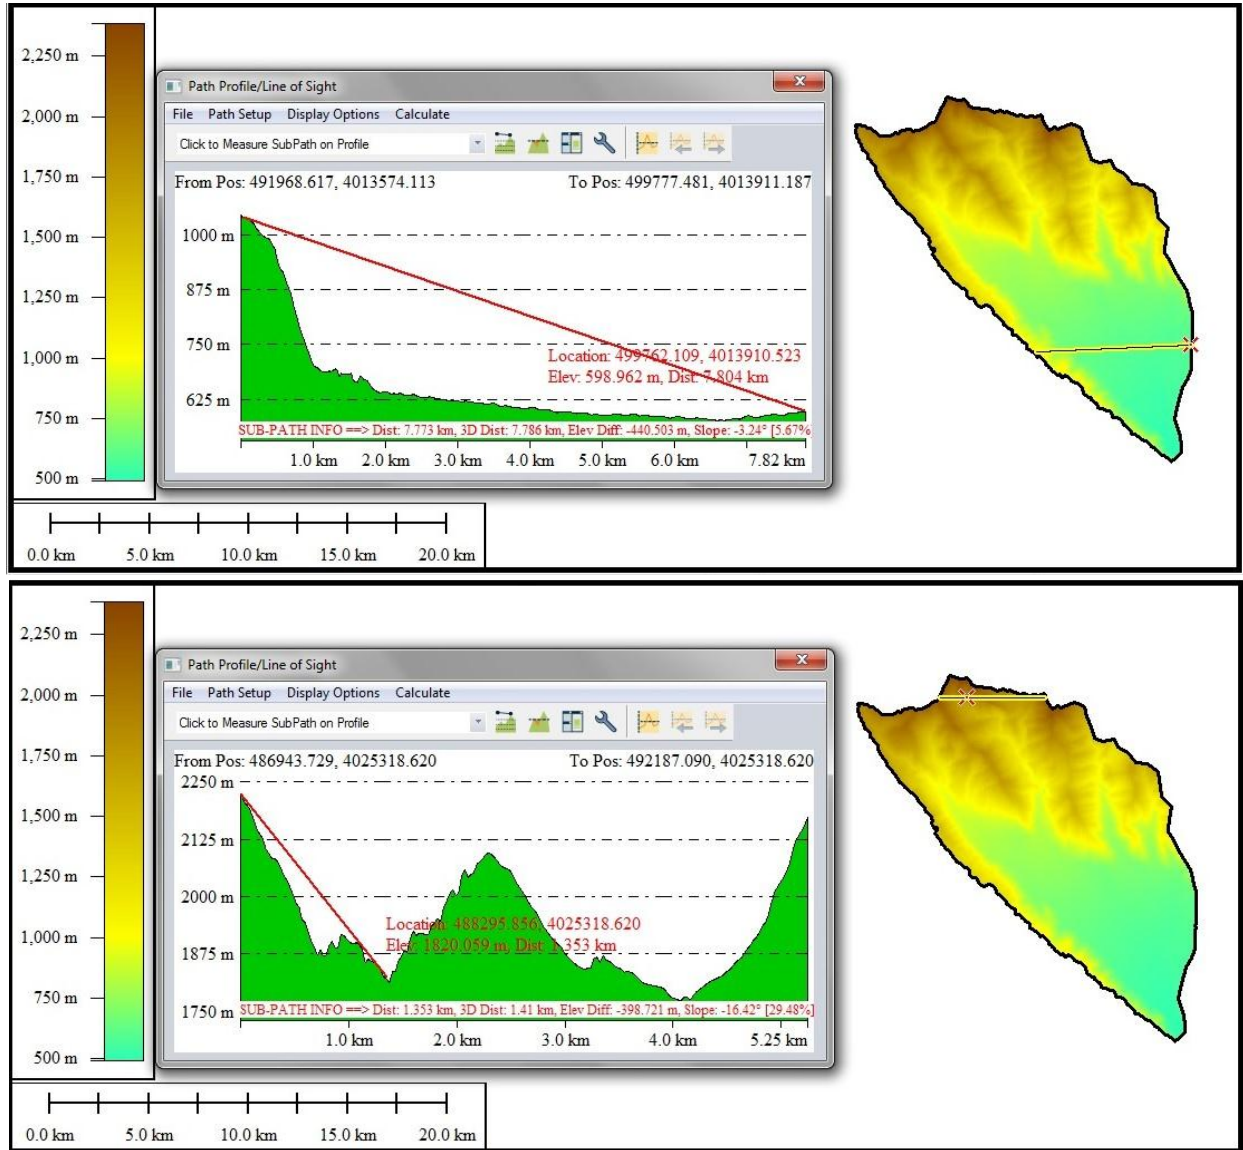 2,250 m
2,000 m
1,750 m
1,500 m
1,250 m
1,000 m
750 m
500 m
Path Profile/Line of Sight
File Path Setup Display Options Calculate
Click to Measure SubPath on Profile
From Pos: 491968.617, 4013574.113 To Pos: 499777.481, 4013911.187
1000 m
875 m
750 m
625 m
Location: 499762.109, 4013910.523
Elev: 598.962 m, Dist: 7.804 km
SUB-PATH INFO ==> Dist: 7.773 km, 3D Dist: 7.786 km, Elev Diff: -440.503 m, Slope: -3.24° [5.67%
1.0 km 2.0 km 3.0 km 4.0 km 5.0 km 6.0 km 7.82 km
0.0 km 5.0 km 10.0 km 15.0 km 20.0 km
2,250 m
2,000 m
1,750 m
1,500 m
1,250 m
1,000 m
750 m
500 m
Path Profile/Line of Sight
File Path Setup Display Options Calculate
Click to Measure SubPath on Profile
From Pos: 486943.729, 4025318.620 To Pos: 492187.090, 4025318.620
2250 m
2125 m
2000 m
1875 m
1750 m
Location: 488295.856, 4025318.620
Elev: 1820.059 m, Dist: 1.353 km
SUB-PATH INFO ==> Dist: 1.353 km, 3D Dist: 1.41 km, Elev Diff: -398.721 m, Slope: -16.42° [29.48%]
1.0 km 2.0 km 3.0 km 4.0 km 5.25 km
0.0 km 5.0 km 10.0 km 15.0 km 20.0 km